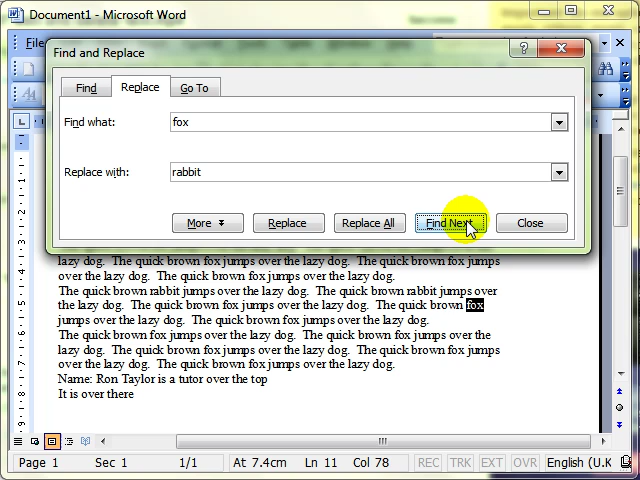 Document1 - Microsoft Word
File
Find and Replace
Find Replace Go To
Find what: fox
Replace with: rabbit
More Replace Replace All Find Next Close
lazy dog. The quick brown fox jumps over the lazy dog. The quick brown fox jumps
over the lazy dog. The quick brown fox jumps over the lazy dog.
The quick brown rabbit jumps over the lazy dog. The quick brown rabbit jumps over
the lazy dog. The quick brown fox jumps over the lazy dog. The quick brown fox
jumps over the lazy dog. The quick brown fox jumps over the lazy dog.
The quick brown fox jumps over the lazy dog. The quick brown fox jumps over the
lazy dog. The quick brown fox jumps over the lazy dog. The quick brown fox jumps
over the lazy dog. The quick brown fox jumps over the lazy dog.
Name: Ron Taylor is a tutor over the top
It is over there
Page 1 Sec 1 1/1 At 7.4cm Ln 11 Col 78 REC TRK EXT OVR English (U.K